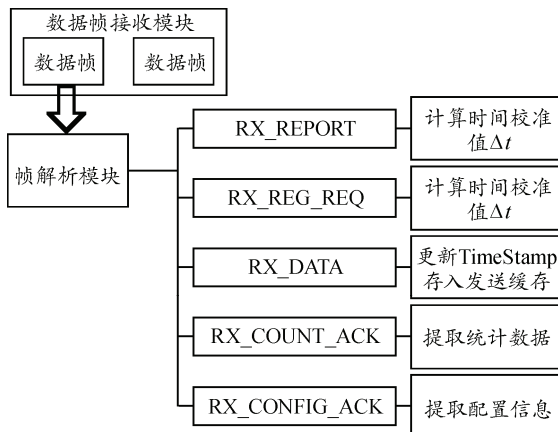 数据帧接收模块
数据帧
数据帧
帧解析模块
RX_REPORT
计算时间校准
值Δt
RX_REG_REQ
计算时间校准
值Δt
RX_DATA
更新TimeStamp
存入发送缓存
RX_COUNT_ACK
提取统计数据
RX_CONFIG_ACK
提取配置信息